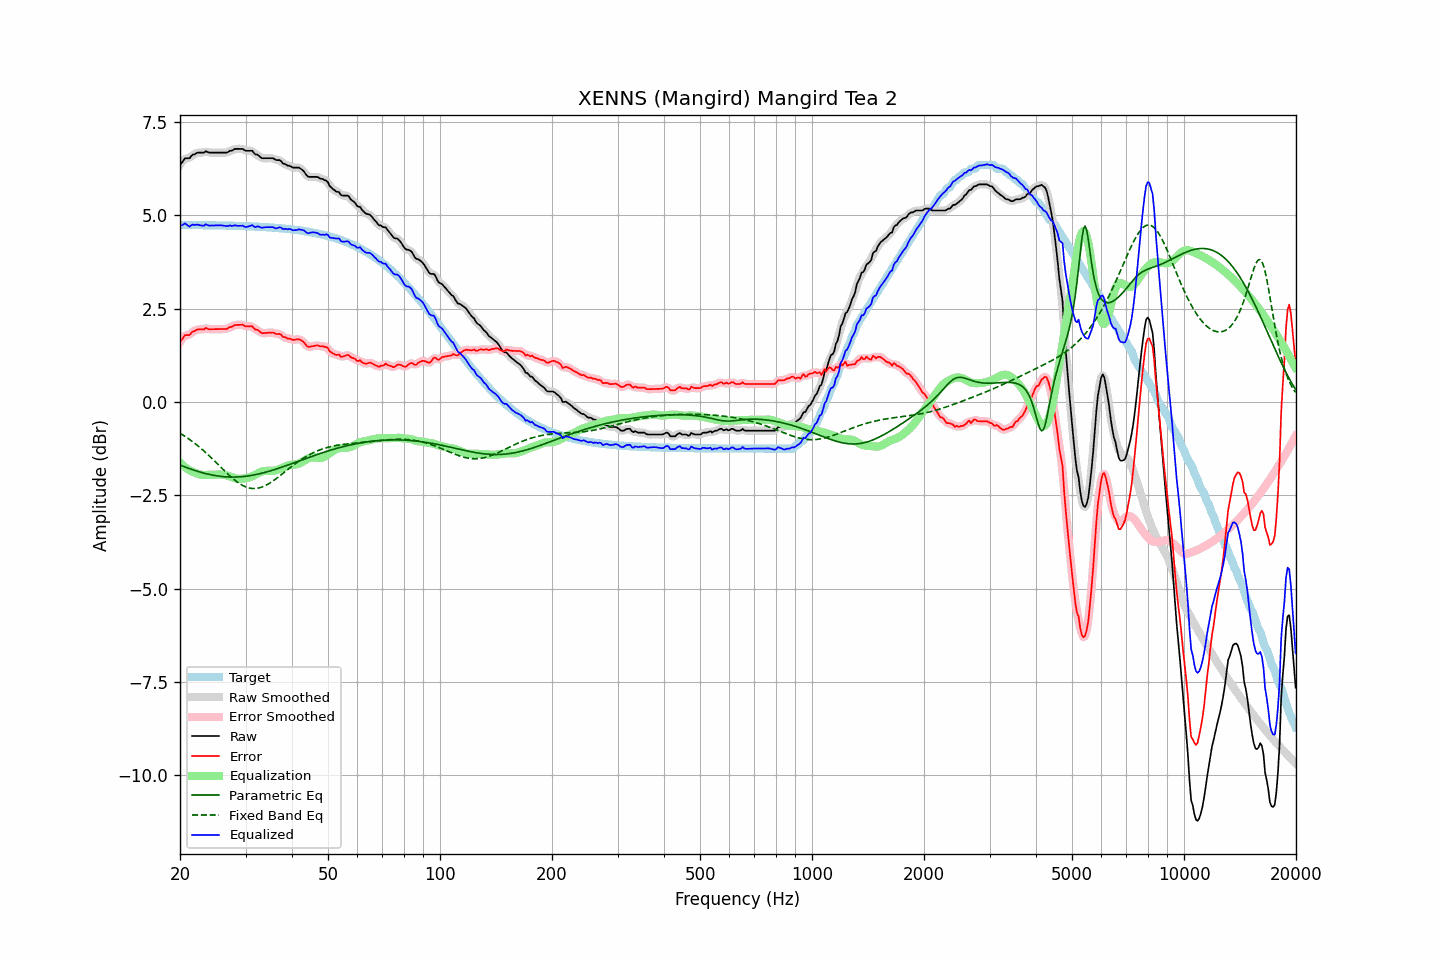 XENNS (Mangird) Mangird Tea 2
7.5
5.0
2.5
0.0
−2.5
−5.0
−7.5
−10.0
Amplitude (dBr)
Target
Raw Smoothed
Error Smoothed
Raw
Error
Equalization
Parametric Eq
Fixed Band Eq
Equalized
20 50 100 200 500 1000 2000 5000 10000 20000
Frequency (Hz)